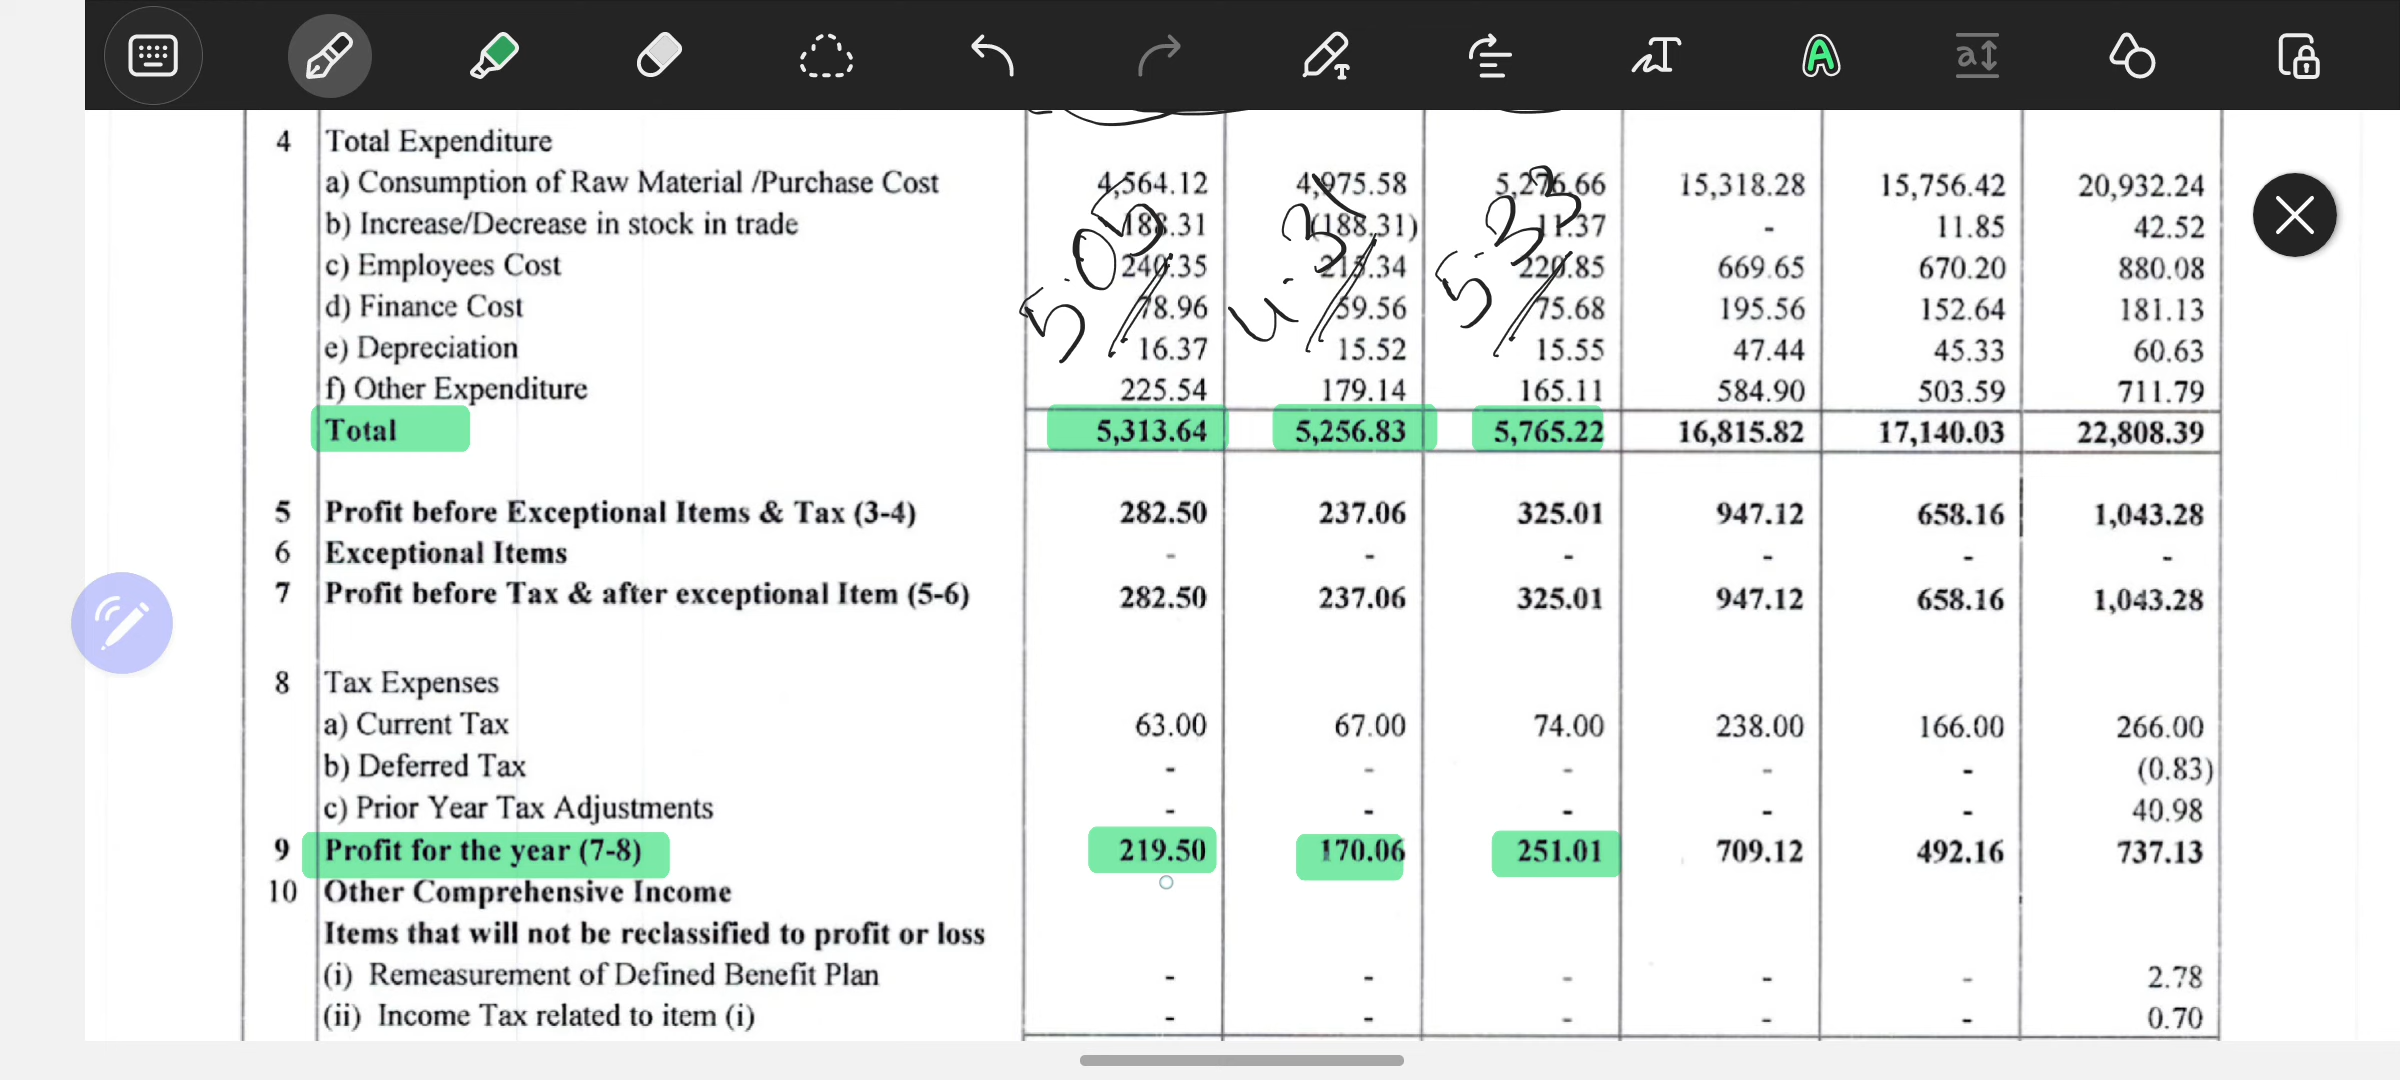 4 Total Expenditure
a) Consumption of Raw Material /Purchase Cost 4,564.12 4,975.58 5,276.66 15,318.28 15,756.42 20,932.24
b) Increase/Decrease in stock in trade 188.31 (188.31) 11.37 - 11.85 42.52
c) Employees Cost 240.35 215.34 220.85 669.65 670.20 880.08
d) Finance Cost 78.96 59.56 75.68 195.56 152.64 181.13
e) Depreciation 16.37 15.52 15.55 47.44 45.33 60.63
f) Other Expenditure 225.54 179.14 165.11 584.90 503.59 711.79
Total 5,313.64 5,256.83 5,765.22 16,815.82 17,140.03 22,808.39
5 Profit before Exceptional Items & Tax (3-4) 282.50 237.06 325.01 947.12 658.16 1,043.28
6 Exceptional Items - - - - - -
7 Profit before Tax & after exceptional Item (5-6) 282.50 237.06 325.01 947.12 658.16 1,043.28
8 Tax Expenses
a) Current Tax 63.00 67.00 74.00 238.00 166.00 266.00
b) Deferred Tax - - - - - (0.83)
c) Prior Year Tax Adjustments - - - - - 40.98
9 Profit for the year (7-8) 219.50 170.06 251.01 709.12 492.16 737.13
10 Other Comprehensive Income
Items that will not be reclassified to profit or loss
(i) Remeasurement of Defined Benefit Plan - - - - - 2.78
(ii) Income Tax related to item (i) - - - - - 0.70
5.05//
4.31//
5.33//